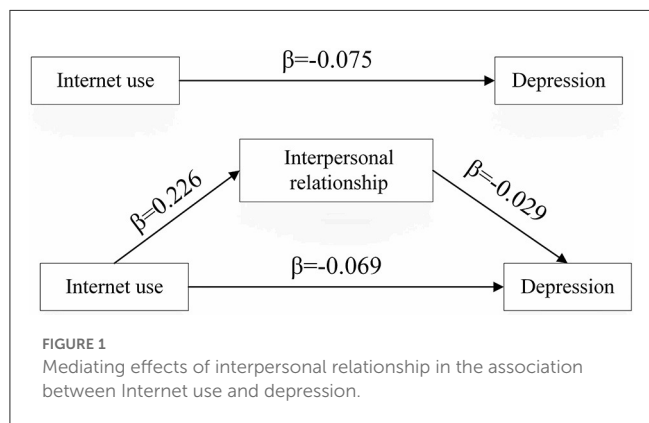 β=-0.075
Internet use
Depression
Interpersonal
relationship
β=0.226
β=-0.029
β=-0.069
Internet use
Depression
FIGURE 1
Mediating effects of interpersonal relationship in the association
between Internet use and depression.